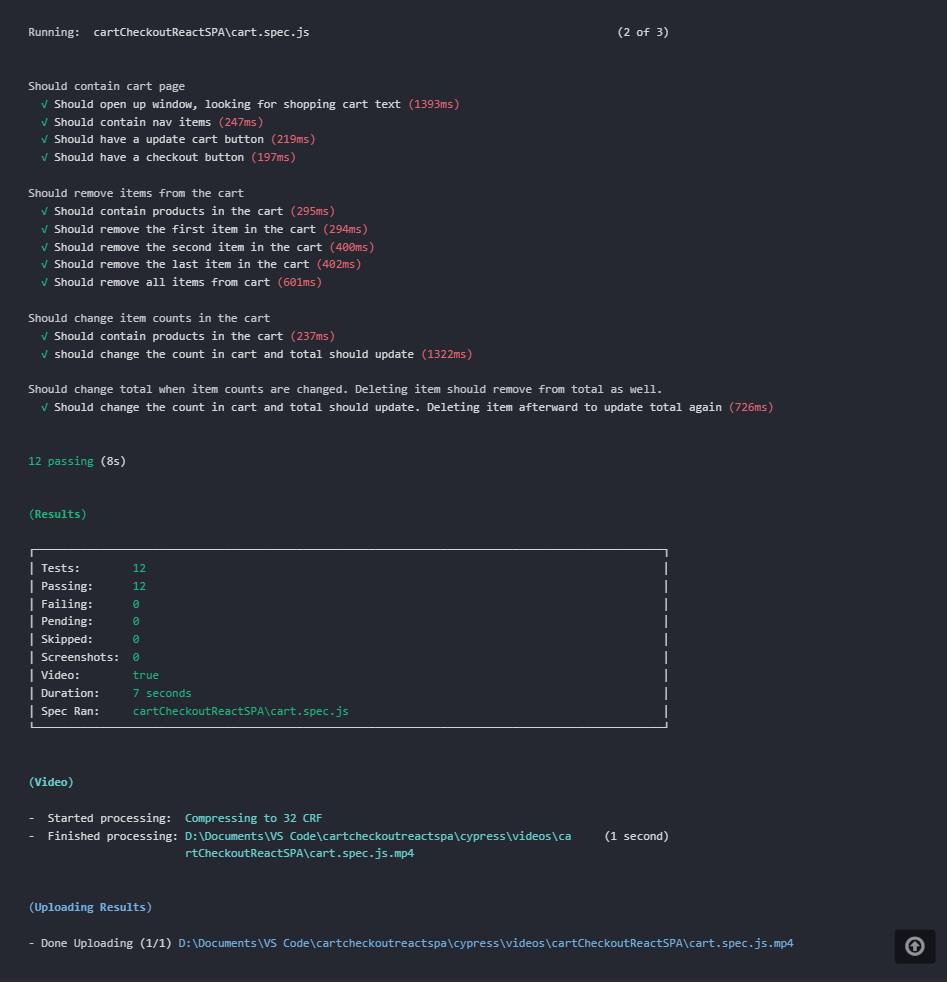 Running:  cartCheckoutReactSPA\cart.spec.js (2 of 3)
Should contain cart page
√ Should open up window, looking for shopping cart text (1393ms)
√ Should contain nav items (247ms)
√ Should have a update cart button (219ms)
√ Should have a checkout button (197ms)
Should remove items from the cart
√ Should contain products in the cart (295ms)
√ Should remove the first item in the cart (294ms)
√ Should remove the second item in the cart (400ms)
√ Should remove the last item in the cart (402ms)
√ Should remove all items from cart (601ms)
Should change item counts in the cart
√ Should contain products in the cart (237ms)
√ should change the count in cart and total should update (1322ms)
Should change total when item counts are changed. Deleting item should remove from total as well.
√ Should change the count in cart and total should update. Deleting item afterward to update total again (726ms)
12 passing (8s)
(Results)
Tests: 12
Passing: 12
Failing: 0
Pending: 0
Skipped: 0
Screenshots: 0
Video: true
Duration: 7 seconds
Spec Ran: cartCheckoutReactSPA\cart.spec.js
(Video)
- Started processing: Compressing to 32 CRF
- Finished processing: D:\Documents\VS Code\cartcheckoutreactspa\cypress\videos\ca (1 second)
rtCheckoutReactSPA\cart.spec.js.mp4
(Uploading Results)
- Done Uploading (1/1) D:\Documents\VS Code\cartcheckoutreactspa\cypress\videos\cartCheckoutReactSPA\cart.spec.js.mp4